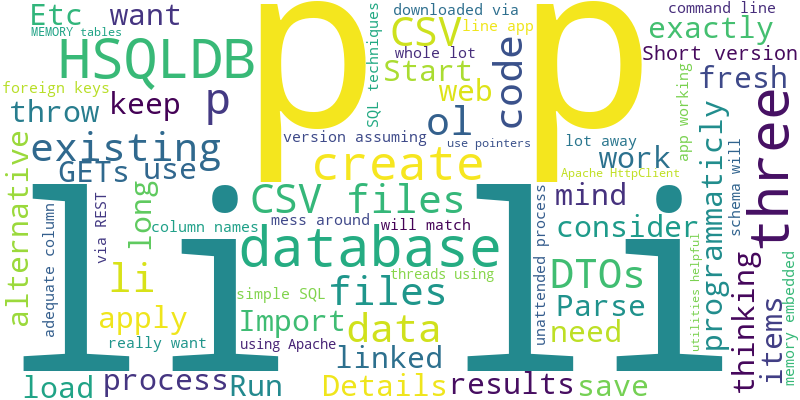 Etc want
MEMORY tables
HSQLDB
p p
downloaded via
CSV
line app
whole lot
Start
web
SQL techniques
code
command line
exactly
Short version
fresh
foreign keys
throw keep p
ol
version assuming
use pointers
existing
GETs use
create
lot away
work
Apache HttpClient
app working
programmaticly
schema will
three
alternative
adequate column
li li
via REST
long
column names
CSV files
mess around
will match
database
threads using
unattended process
mind
consider
DTOs
li
simple SQL
files
Parse
utilities helpful
apply
Import
data
need
really want
using Apache
linked
thinking
items
memory embedded
load process Run
Details results save